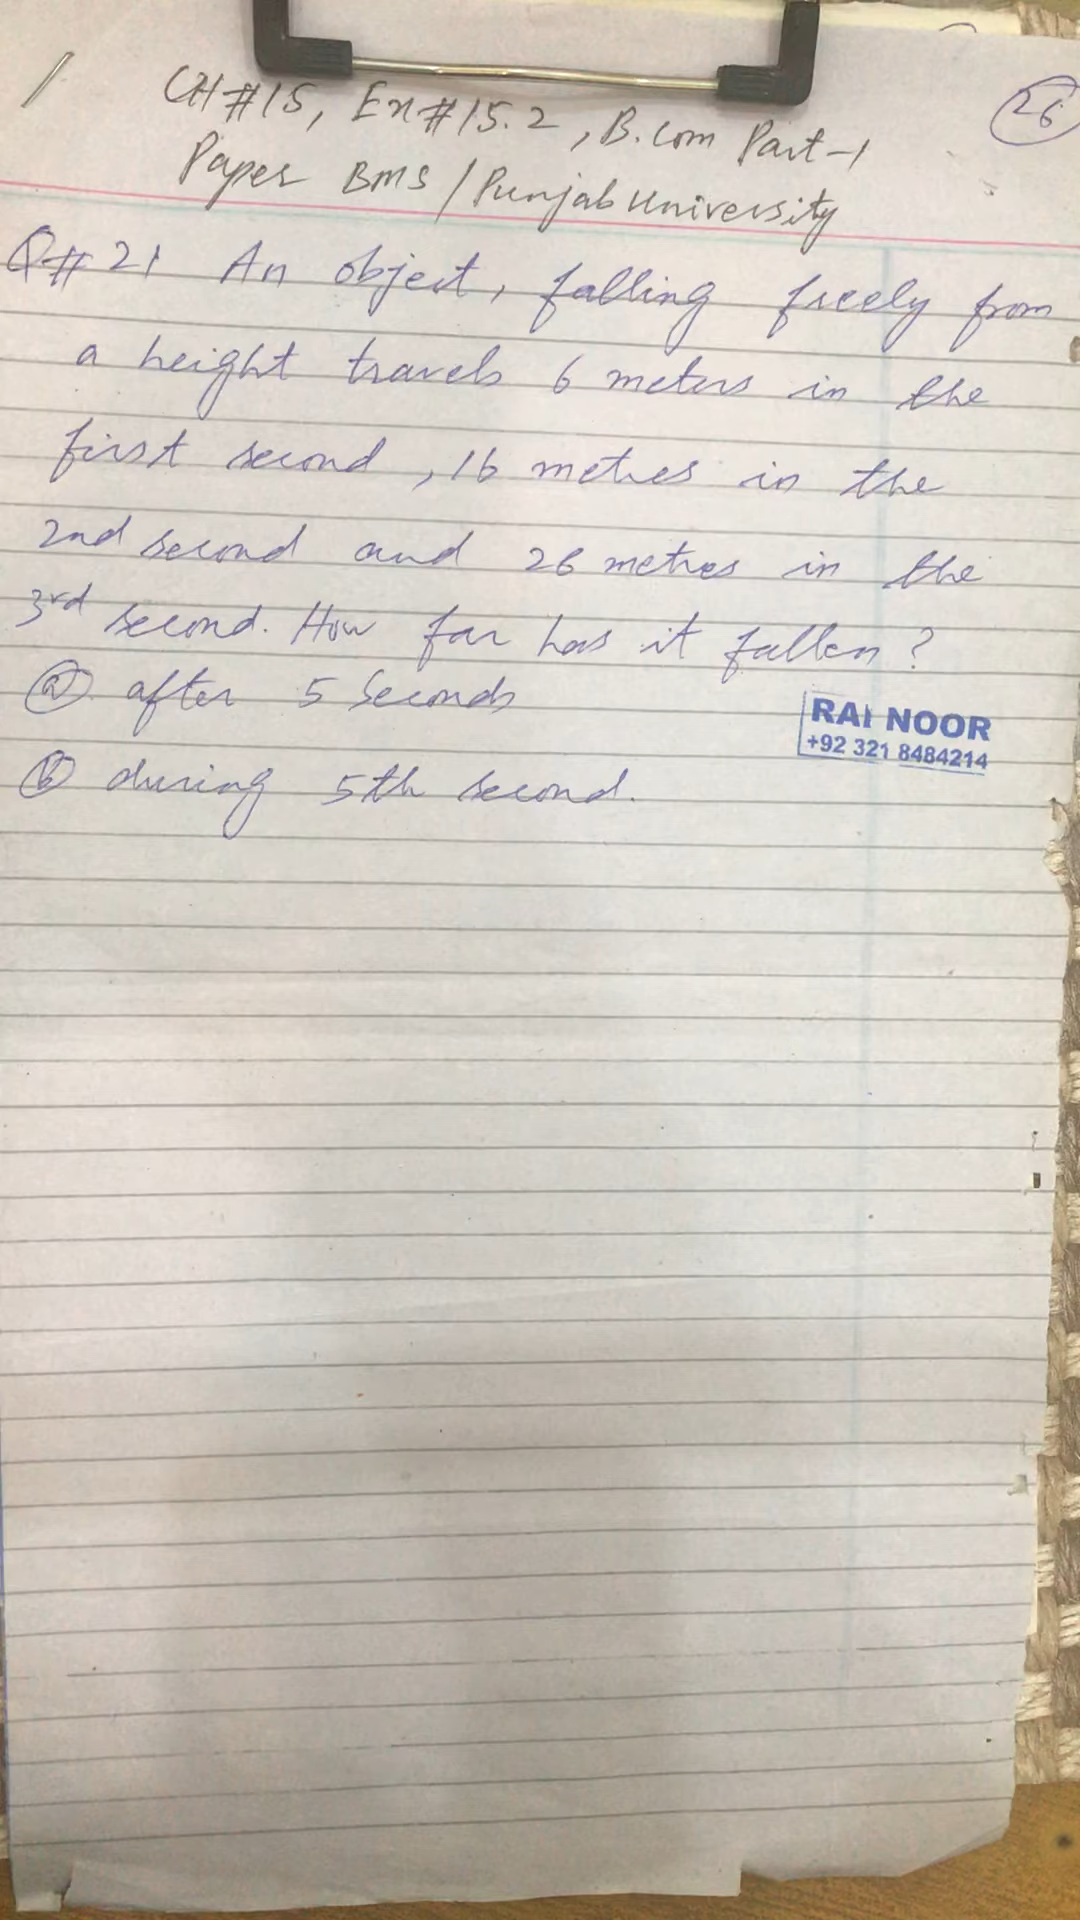 CH#15, Ex#15.2, B.Com Part-1
26
Paper BMS / Punjab University
Q#21 An object, falling freely from
a height travels 6 meters in the
first second, 16 metres in the
2nd second and 26 metres in the
3rd second. How far has it fallen?
(a) after 5 seconds
RAI NOOR
+92 321 8484214
(b) during 5th second.